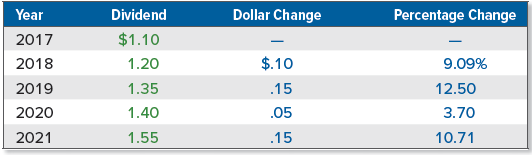 Year Dividend Dollar Change Percentage Change
2017 $1.10 — —
2018 1.20 $.10 9.09%
2019 1.35 .15 12.50
2020 1.40 .05 3.70
2021 1.55 .15 10.71